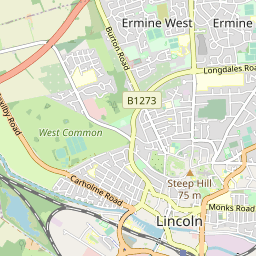 Ermine West
Ermine
Burton Road
Longdales Road
B1273
West Common
Carholme Road
Steep Hill
75 m
Lincoln
Monks Road